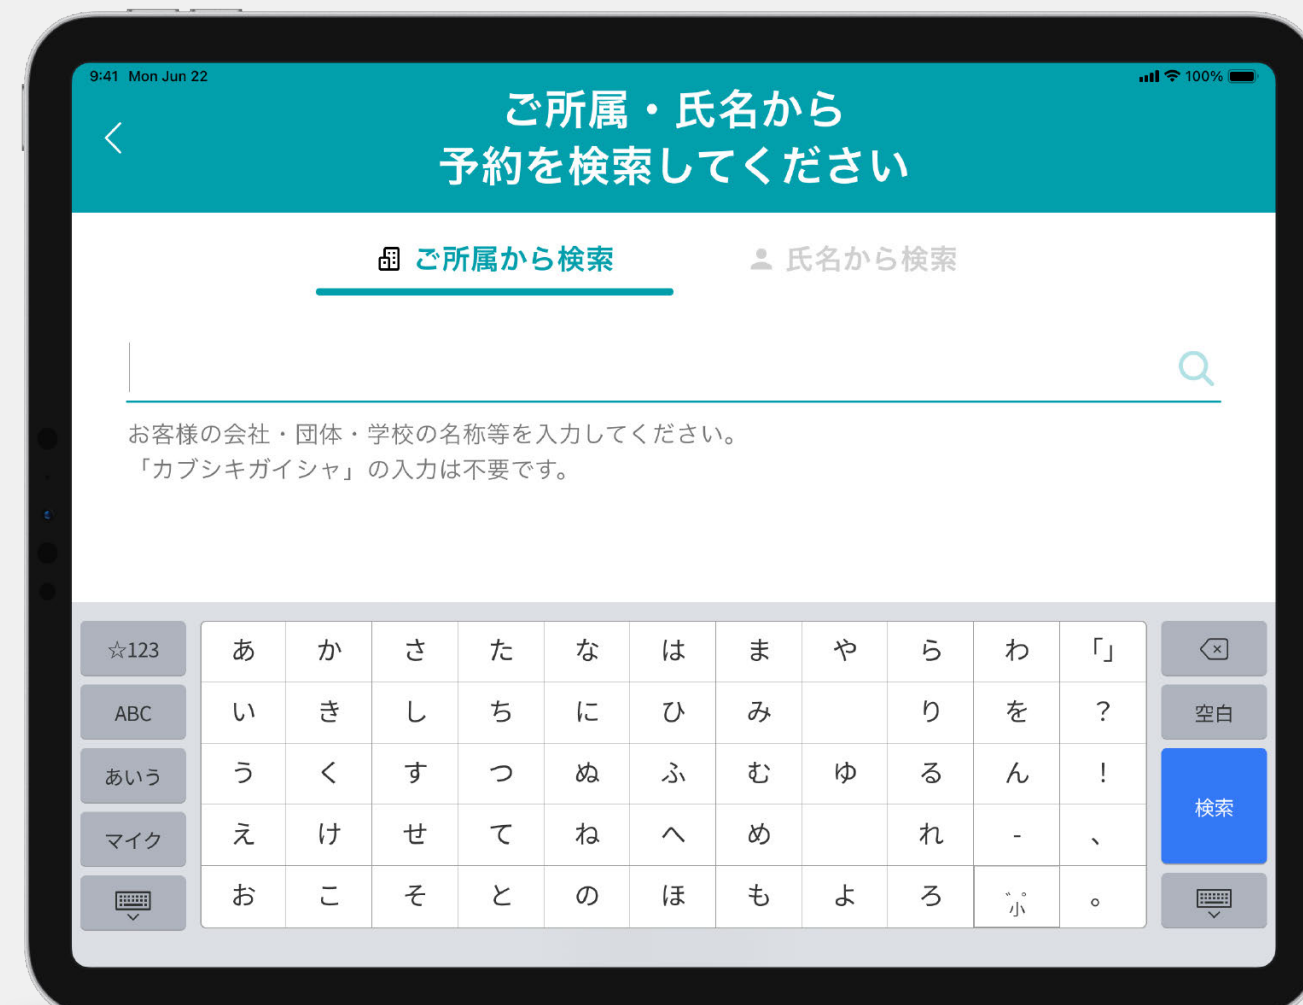 9:41 Mon Jun 22
100%
ご所属・氏名から
予約を検索してください
ご所属から検索
氏名から検索
お客様の会社・団体・学校の名称等を入力してください。
「カブシキガイシャ」の入力は不要です。
☆123 あ か さ た な は ま や ら わ 「」
ABC い き し ち に ひ み り を ? 空白
あいう う く す つ ぬ ふ む ゆ る ん ! 検索
マイク え け せ て ね へ め れ - 、
お こ そ と の ほ も よ ろ ゛゜小 。